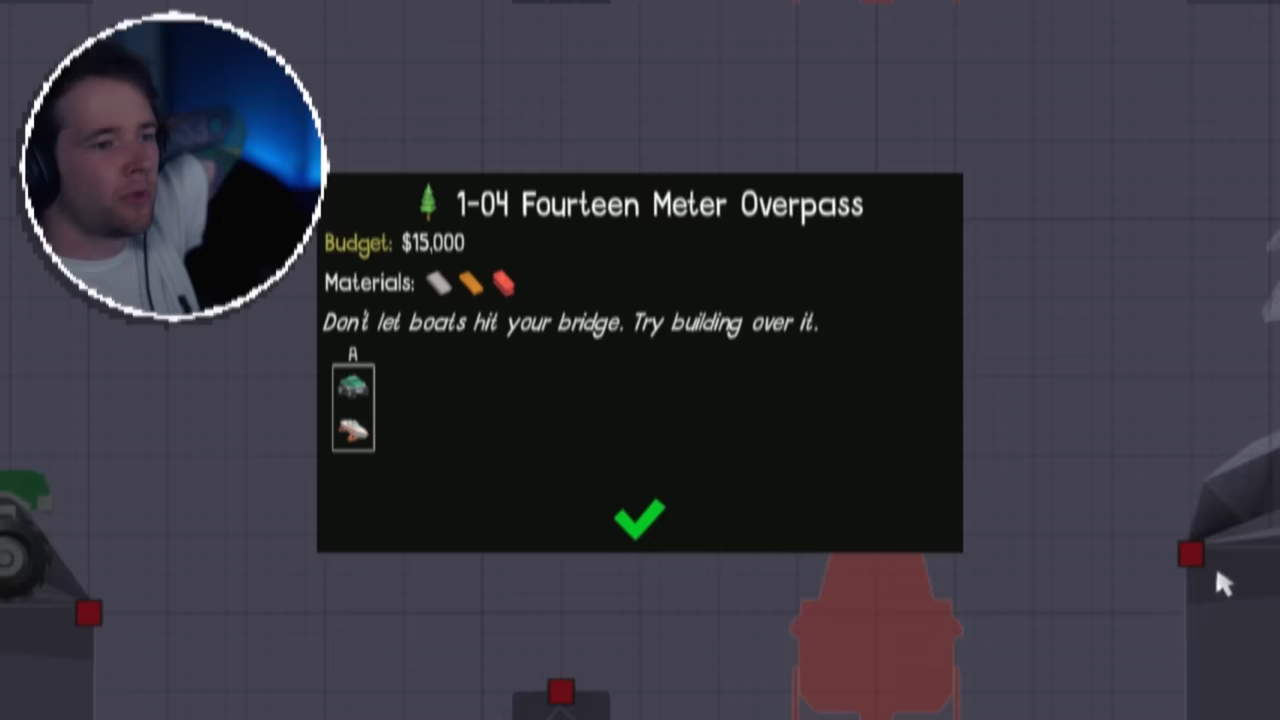 1-04 Fourteen Meter Overpass
Budget: $15,000
Materials:
Don't let boats hit your bridge. Try building over it.
A